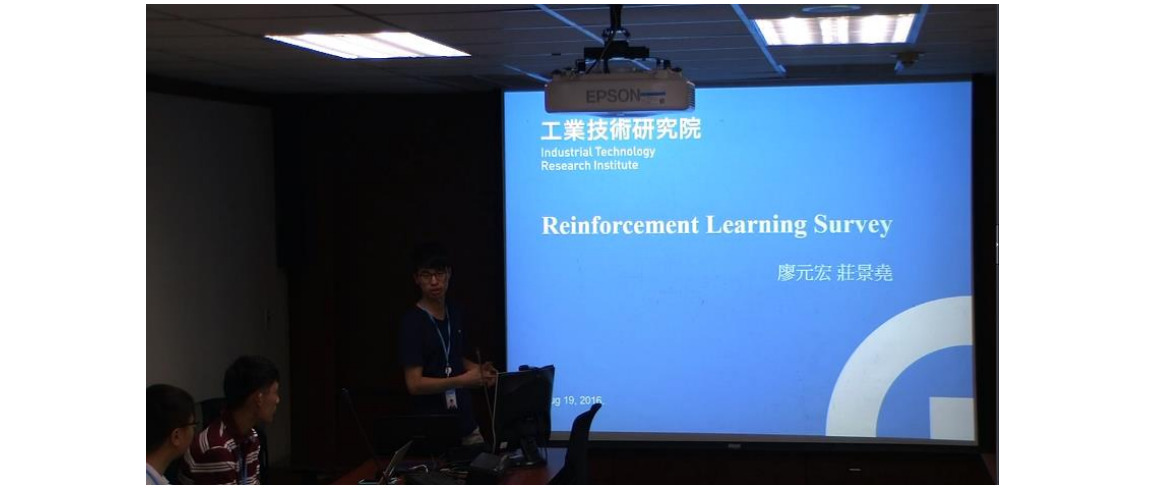 EPSON
工業技術研究院
Industrial Technology
Research Institute
Reinforcement Learning Survey
廖元宏 莊景堯
19, 2016